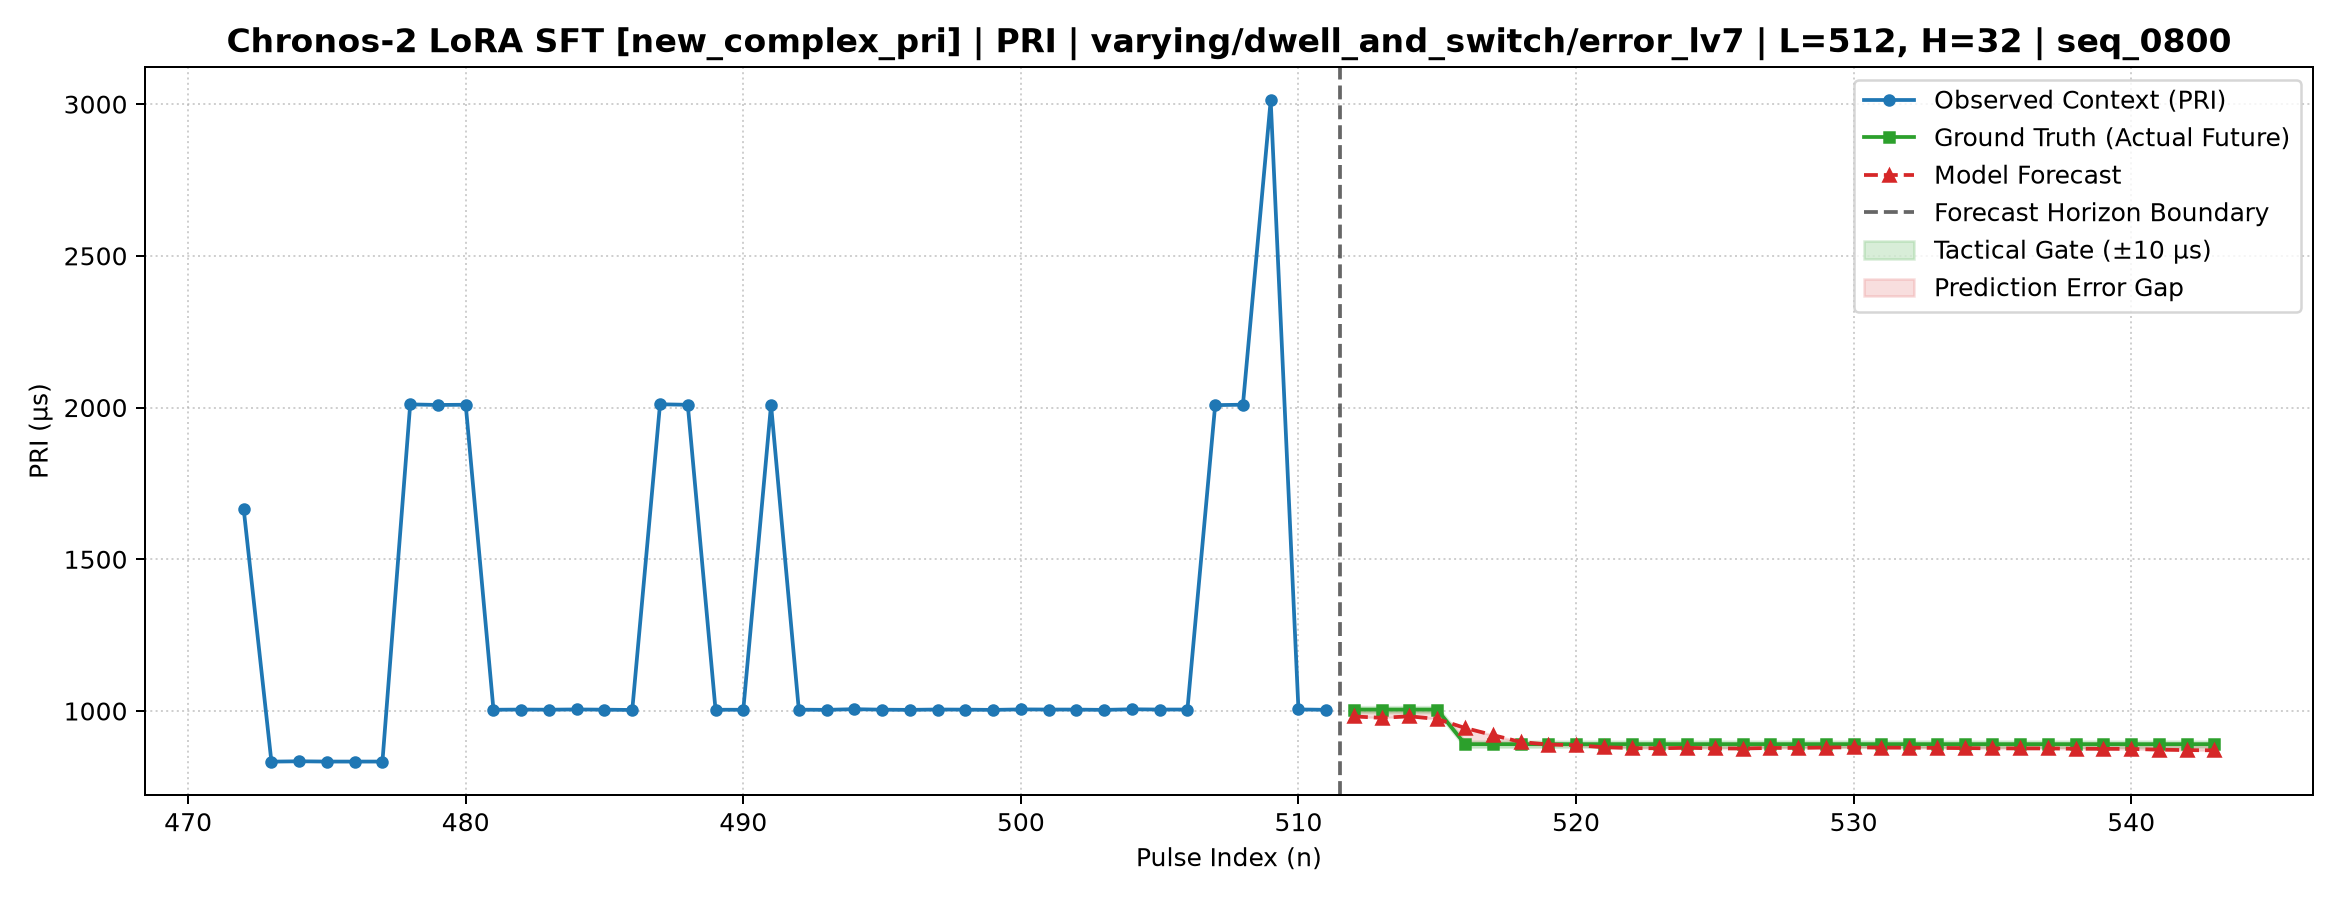 Chronos-2 LoRA SFT [new_complex_pri] | PRI | varying/dwell_and_switch/error_lv7 | L=512, H=32 | seq_0800
Observed Context (PRI)
Ground Truth (Actual Future)
Model Forecast
Forecast Horizon Boundary
Tactical Gate (±10 µs)
Prediction Error Gap
PRI (µs)
3000
2500
2000
1500
1000
470 480 490 500 510 520 530 540
Pulse Index (n)